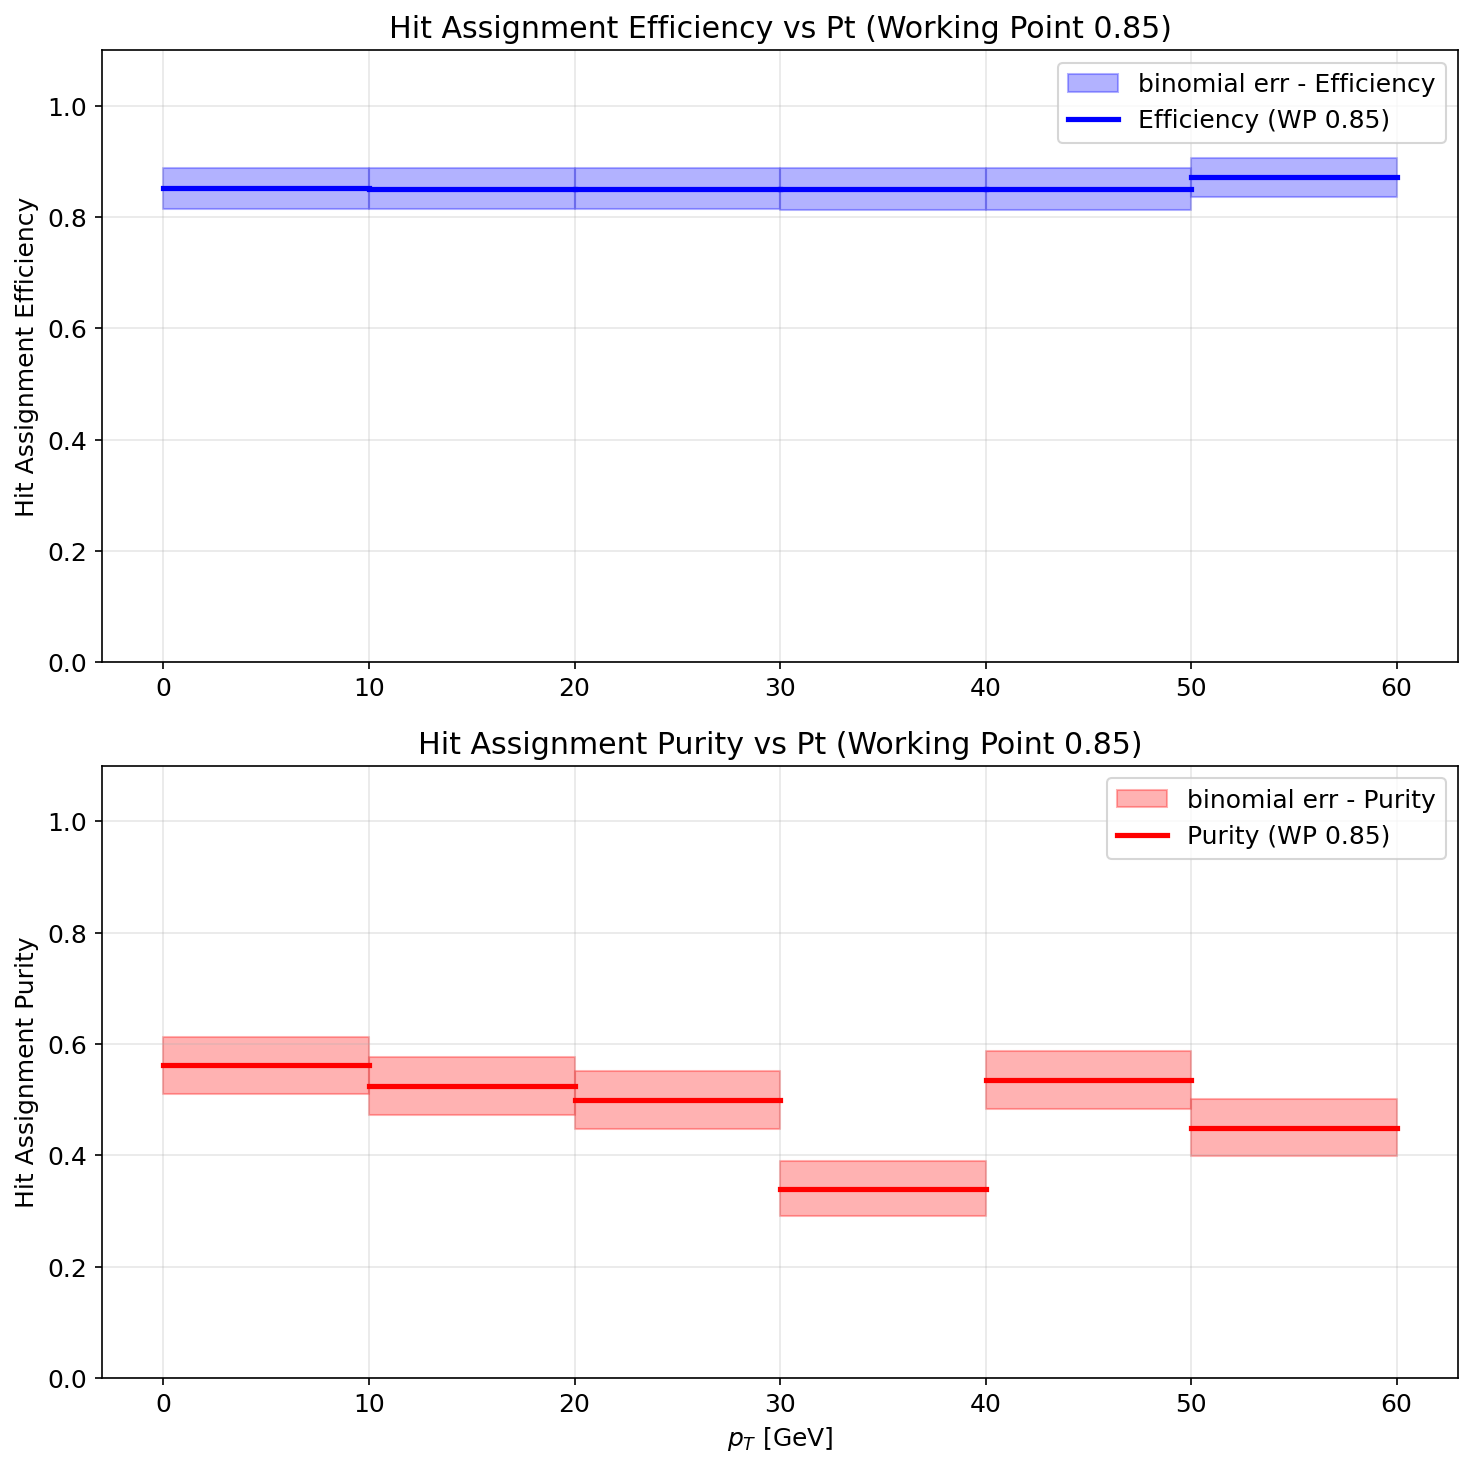 Hit Assignment Efficiency vs Pt (Working Point 0.85)
binomial err - Efficiency
Efficiency (WP 0.85)
Hit Assignment Efficiency
1.0
0.8
0.6
0.4
0.2
0.0
0 10 20 30 40 50 60
Hit Assignment Purity vs Pt (Working Point 0.85)
binomial err - Purity
Purity (WP 0.85)
Hit Assignment Purity
1.0
0.8
0.6
0.4
0.2
0.0
0 10 20 30 40 50 60
p_T [GeV]